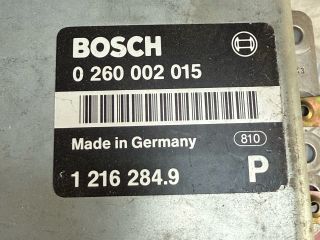 BOSCH
0 260 002 015
Made in Germany 810
1 216 284.9 P